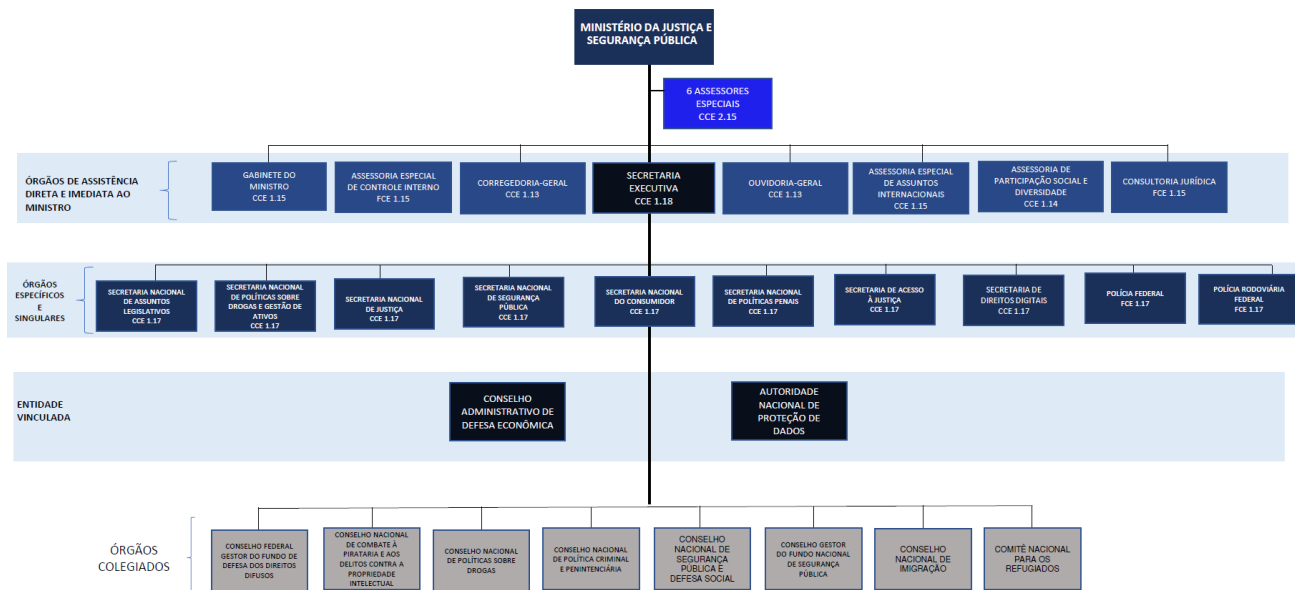 MINISTÉRIO DA JUSTIÇA E
SEGURANÇA PÚBLICA
6 ASSESSORES
ESPECIAIS
CCE 2.15
ÓRGÃOS DE ASSISTÊNCIA
DIRETA E IMEDIATA AO
MINISTRO
GABINETE DO
MINISTRO
CCE 1.15
ASSESSORIA ESPECIAL
DE CONTROLE INTERNO
FCE 1.15
CORREGEDORIA-GERAL
CCE 1.13
SECRETARIA
EXECUTIVA
CCE 1.18
OUVIDORIA-GERAL
CCE 1.13
ASSESSORIA ESPECIAL
DE ASSUNTOS
INTERNACIONAIS
CCE 1.15
ASSESSORIA DE
PARTICIPAÇÃO SOCIAL E
DIVERSIDADE
CCE 1.14
CONSULTORIA JURÍDICA
FCE 1.15
ÓRGÃOS
ESPECÍFICOS
E
SINGULARES
SECRETARIA NACIONAL
DE ASSUNTOS
LEGISLATIVOS
CCE 1.17
SECRETARIA NACIONAL
DE POLÍTICAS SOBRE
DROGAS E GESTÃO DE
ATIVOS
CCE 1.17
SECRETARIA NACIONAL
DE JUSTIÇA
CCE 1.17
SECRETARIA NACIONAL
DE SEGURANÇA
PÚBLICA
CCE 1.17
SECRETARIA NACIONAL
DO CONSUMIDOR
CCE 1.17
SECRETARIA NACIONAL
DE POLÍTICAS PENAIS
CCE 1.17
SECRETARIA DE ACESSO
À JUSTIÇA
CCE 1.17
SECRETARIA DE
DIREITOS DIGITAIS
CCE 1.17
POLÍCIA FEDERAL
FCE 1.17
POLÍCIA RODOVIÁRIA
FEDERAL
FCE 1.17
ENTIDADE
VINCULADA
CONSELHO
ADMINISTRATIVO DE
DEFESA ECONÔMICA
AUTORIDADE
NACIONAL DE
PROTEÇÃO DE
DADOS
ÓRGÃOS
COLEGIADOS
CONSELHO FEDERAL
GESTOR DO FUNDO DE
DEFESA DOS DIREITOS
DIFUSOS
CONSELHO NACIONAL
DE COMBATE À
PIRATARIA E AOS
DELITOS CONTRA A
PROPRIEDADE
INTELECTUAL
CONSELHO NACIONAL
DE POLÍTICAS SOBRE
DROGAS
CONSELHO NACIONAL
DE POLÍTICA CRIMINAL
E PENINTENCIÁRIA
CONSELHO
NACIONAL DE
SEGURANÇA
PÚBLICA E
DEFESA SOCIAL
CONSELHO GESTOR
DO FUNDO NACIONAL
DE SEGURANÇA
PÚBLICA
CONSELHO
NACIONAL DE
IMIGRAÇÃO
COMITÊ NACIONAL
PARA OS
REFUGIADOS